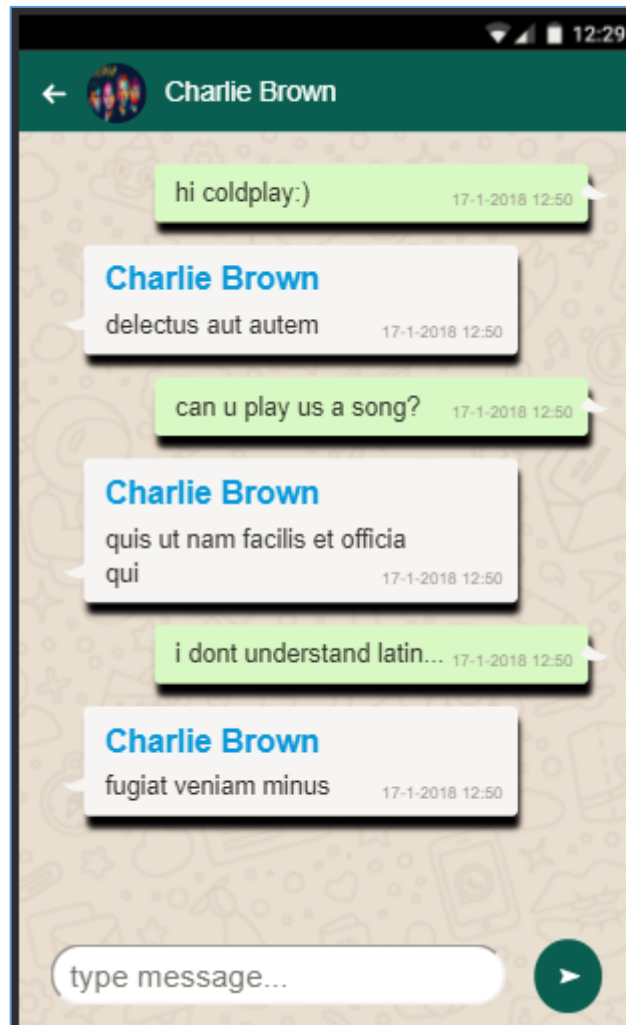 12:29
Charlie Brown
hi coldplay:)
17-1-2018 12:50
Charlie Brown
delectus aut autem
17-1-2018 12:50
can u play us a song?
17-1-2018 12:50
Charlie Brown
quis ut nam facilis et officia
qui
17-1-2018 12:50
i dont understand latin...
17-1-2018 12:50
Charlie Brown
fugiat veniam minus
17-1-2018 12:50
type message...